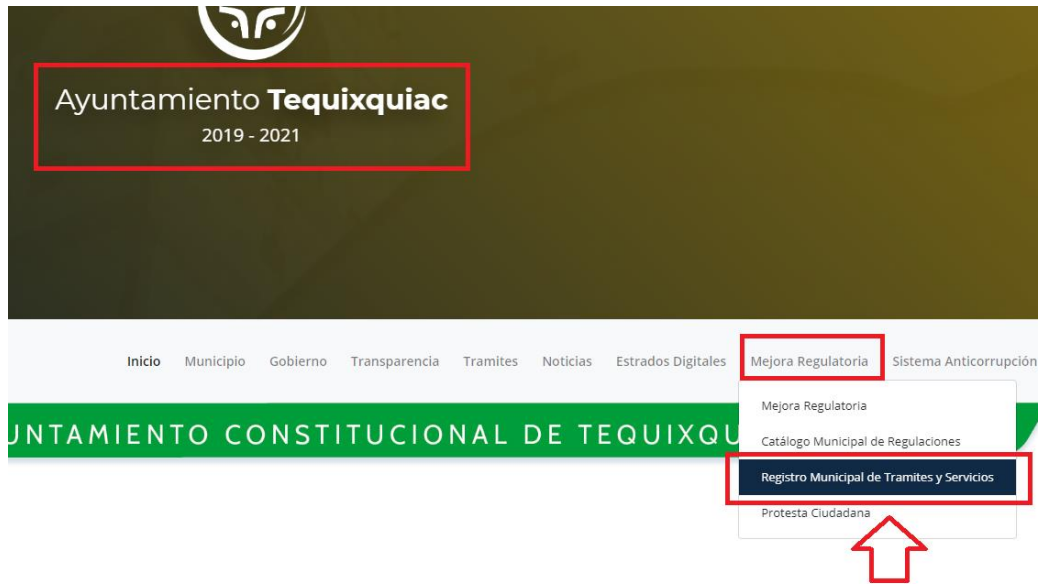 Ayuntamiento Tequixquiac
2019 - 2021
Inicio Municipio Gobierno Transparencia Tramites Noticias Estrados Digitales Mejora Regulatoria Sistema Anticorrupción
Mejora Regulatoria
UNTAMIENTO CONSTITUCIONAL DE TEQUIXQU
Catálogo Municipal de Regulaciones
Registro Municipal de Tramites y Servicios
Protesta Ciudadana